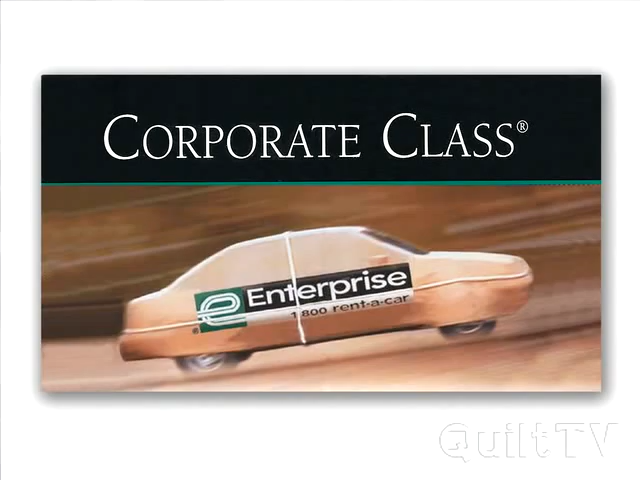 CORPORATE CLASS®
e Enterprise
1 800 rent-a-car
®
QuiltTV